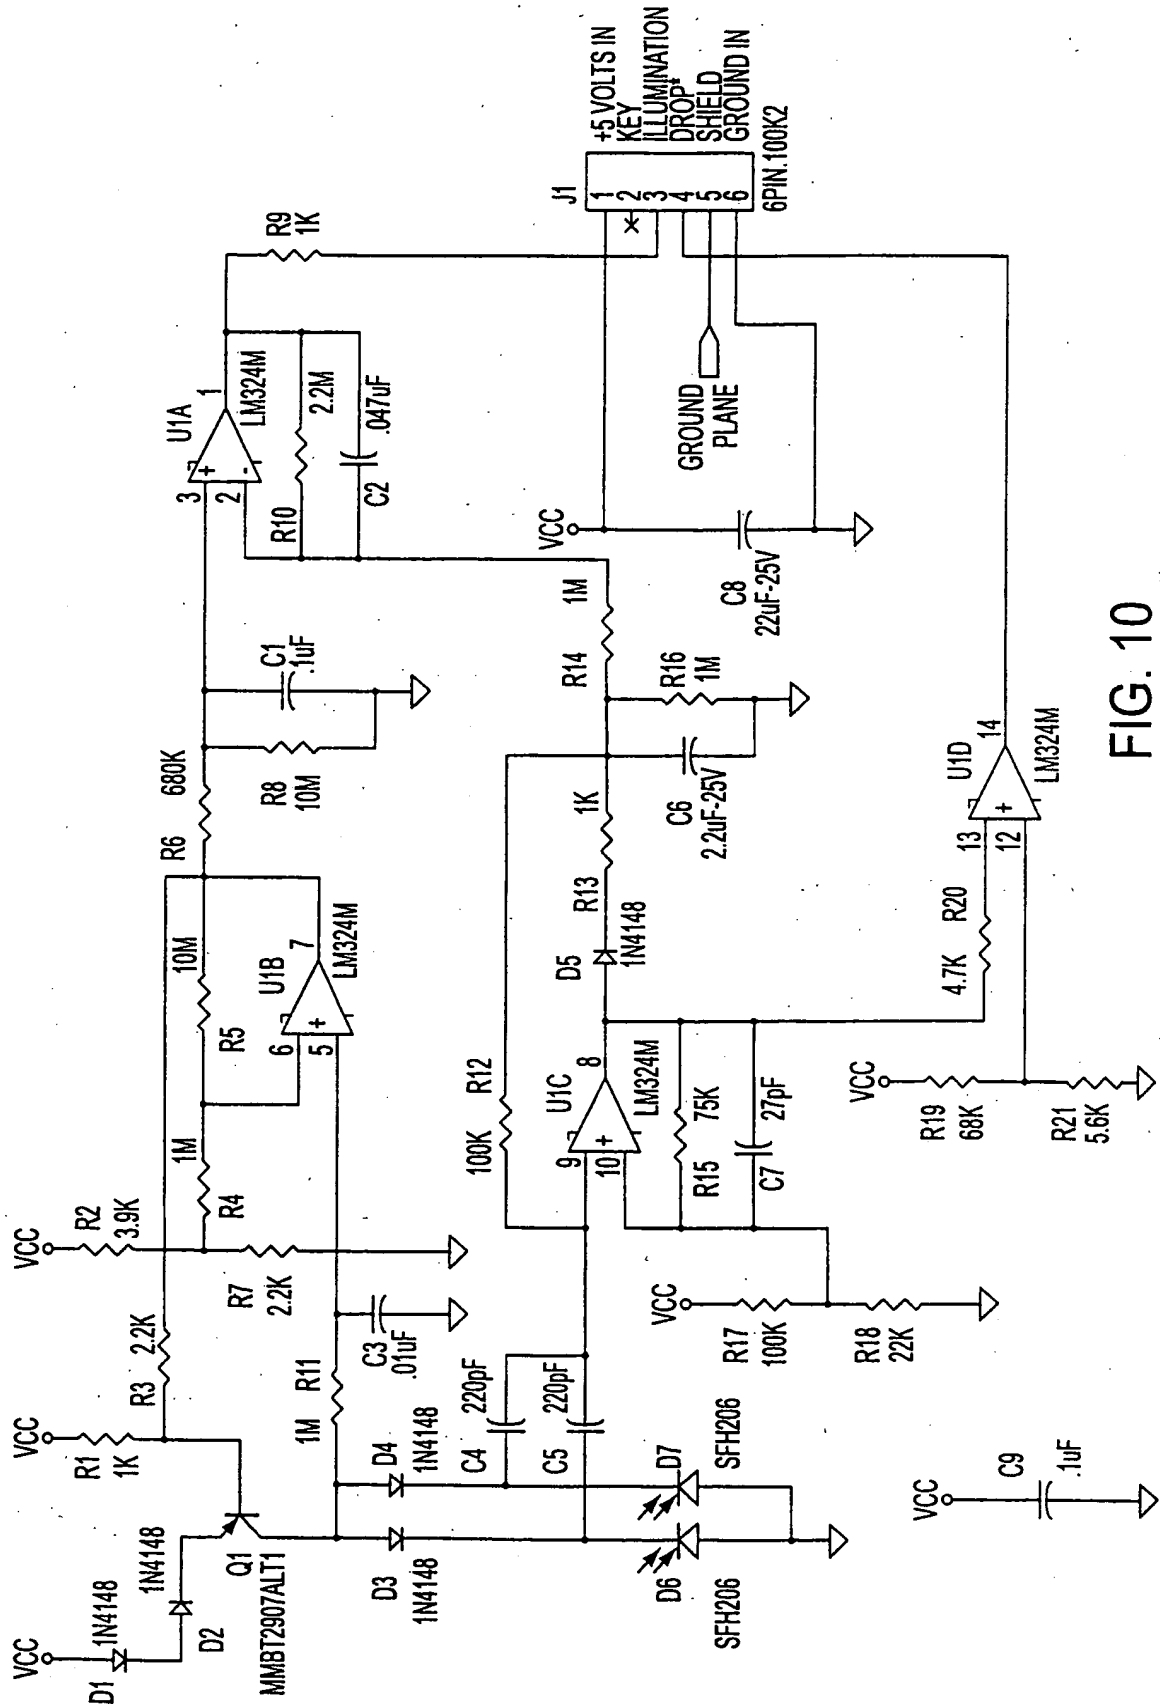 VCC
D1
1N4148
D2
1N4148
VCC
R1
1K
Q1
MMBT2907ALT1
R3
2.2K
VCC
R2
3.9K
R4
1M
R7
2.2K
R5
10M
6
5
U1B
7
LM324M
R6
680K
R8
10M
C1
.1uF
3
2
+
-
U1A
1
LM324M
R10
2.2M
C2
.047uF
R9
1K
R11
1M
C3
.01uF
D3
1N4148
D4
1N4148
C4
220pF
C5
220pF
D6
SFH206
D7
SFH206
R12
100K
9
10
+
U1C
8
LM324M
R15
75K
C7
27pF
VCC
R17
100K
R18
22K
D5
1N4148
R13
1K
C6
2.2uF-25V
R16
1M
R14
1M
VCC
C8
22uF-25V
GROUND
PLANE
J1
1
2
3
4
5
6
+5 VOLTS IN
KEY
ILLUMINATION
DROP*
SHIELD
GROUND IN
6PIN.100K2
VCC
R19
68K
R21
5.6K
4.7K
R20
13
12
+
U1D
14
LM324M
VCC
C9
.1uF
+
FIG. 10